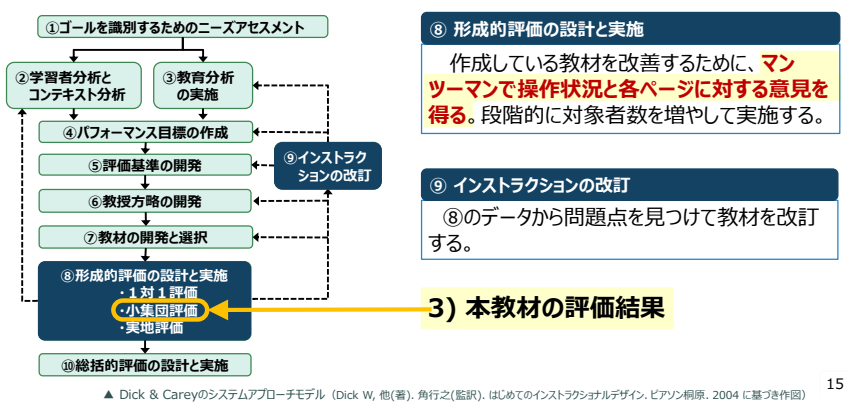 ①ゴールを識別するためのニーズアセスメント
②学習者分析と
コンテキスト分析
③教育分析
の実施
④パフォーマンス目標の作成
⑤評価基準の開発
⑥教授方略の開発
⑦教材の開発と選択
⑧形成的評価の設計と実施
・１対１評価
・小集団評価
・実地評価
⑩総括的評価の設計と実施
⑨インストラク
ションの改訂
⑧ 形成的評価の設計と実施
作成している教材を改善するために、マン
ツーマンで操作状況と各ページに対する意見を
得る。段階的に対象者数を増やして実施する。
⑨ インストラクションの改訂
⑧のデータから問題点を見つけて教材を改訂
する。
3) 本教材の評価結果
▲ Dick & Careyのシステムアプローチモデル（Dick W, 他(著). 角行之(監訳). はじめてのインストラクショナルデザイン. ピアソン桐原. 2004 に基づき作図）
15